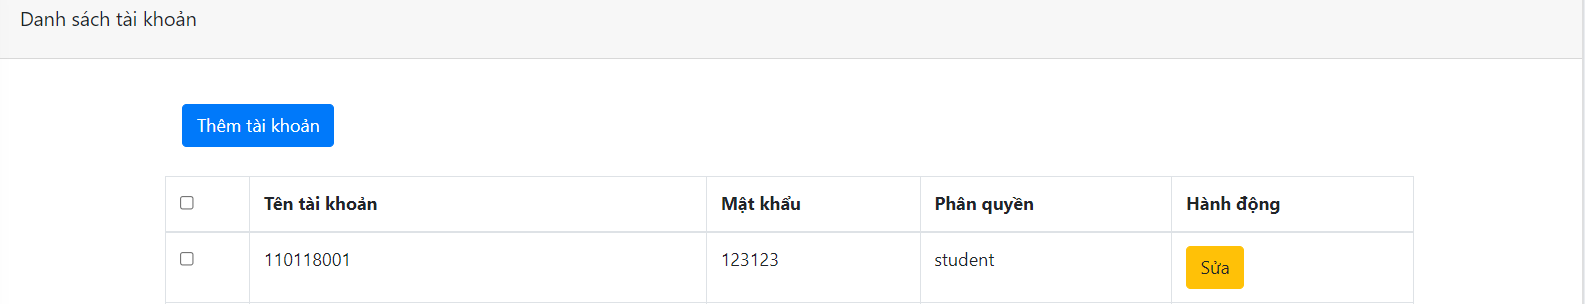 Danh sách tài khoản
Thêm tài khoản
Tên tài khoản Mật khẩu Phân quyền Hành động
110118001 123123 student Sửa